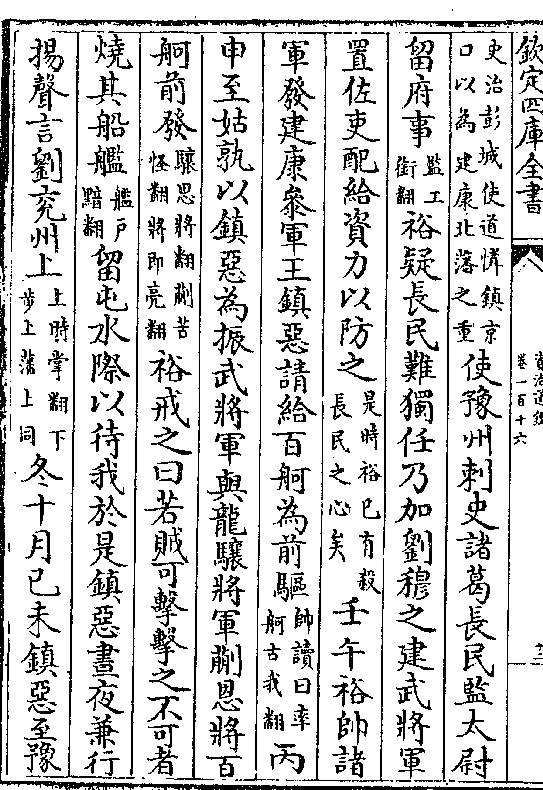 欽定四庫全書
卷一百十六
史治彭城使道憐鎮京口以為建康北藩之重使豫州刺史諸葛長民監太尉
留府事監工銜翻裕疑長民難獨任乃加劉穆之建武將軍
置佐吏配給資力以防之是時裕已有殺長民之心矣壬午裕帥諸
軍發建康叅軍王鎮惡請給百舸為前驅帥讀曰率舸古我翻丙
申至姑孰以鎮惡為振武將軍與龍驤將軍蒯恩將百
舸前發驤思將翻蒯苦怪翻將即亮翻裕戒之曰若賊可擊擊之不可者
燒其船艦艦戶黯翻留屯水際以待我於是鎮惡晝夜兼行
揚聲言劉兖州上上時掌翻下步上藩上同冬十月己未鎮惡至豫